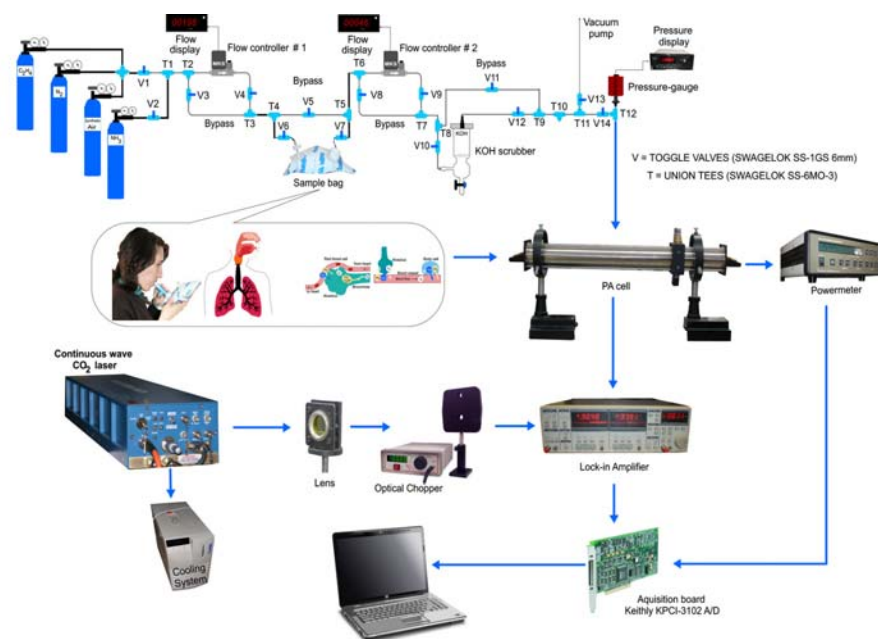 00198
00046
Flow display
Flow controller # 1
Flow display
Flow controller # 2
Vacuum pump
Pressure display
Pressure-gauge
MKS
MKS
C₂H₄
N₂
Synthetic Air
NH₃
V1
T1
T2
V2
V3
V4
Bypass
T3
Bypass
T4
V5
T5
V6
V7
Sample bag
T6
V8
V9
Bypass
T7
T8
V10
KOH
KOH scrubber
Bypass
V11
V12
T9
T10
V13
T11
V14
T12
V = TOGGLE VALVES (SWAGELOK SS-1GS 6mm)
T = UNION TEES (SWAGELOK SS-6MO-3)
PA cell
Powermeter
Continuous wave
CO₂ laser
Lens
Optical Chopper
Lock-in Amplifier
Cooling
System
Aquisition board
Keithly KPCI-3102 A/D